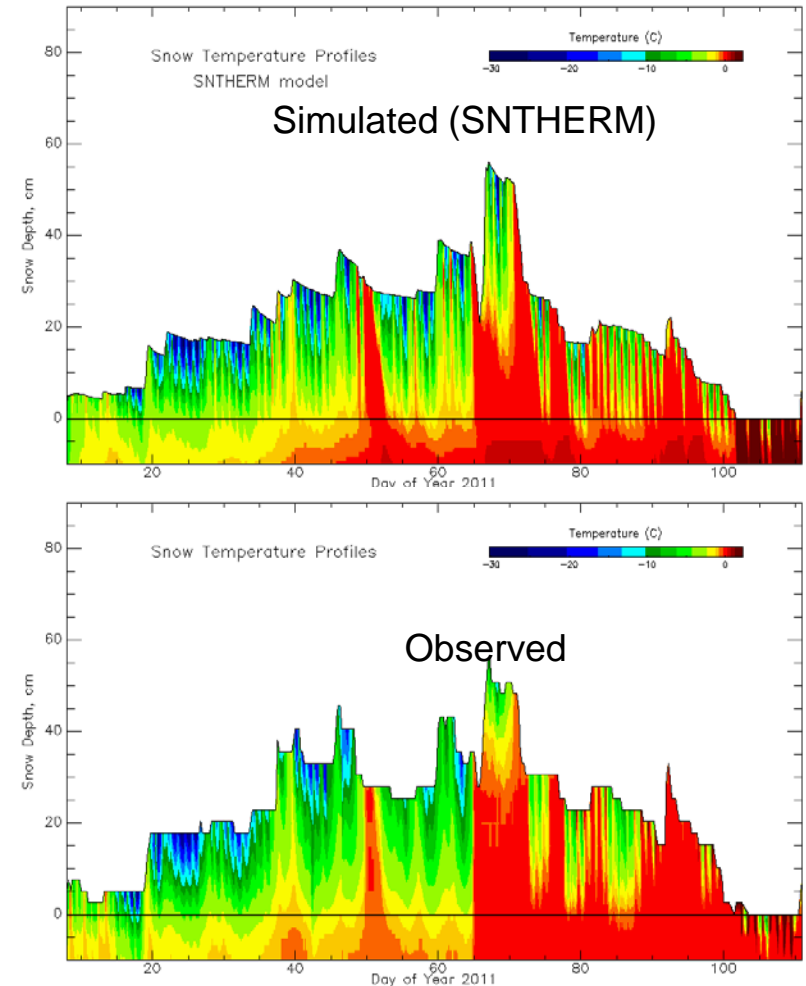 Snow Temperature Profiles
SNTHERM model
Simulated (SNTHERM)
Temperature (C)
-30 -20 -10 0
Snow Depth, cm
80
60
40
20
0
20 40 60 80 100
Day of Year 2011
Snow Temperature Profiles
Observed
Temperature (C)
-30 -20 -10 0
Snow Depth, cm
80
60
40
20
0
20 40 60 80 100
Day of Year 2011